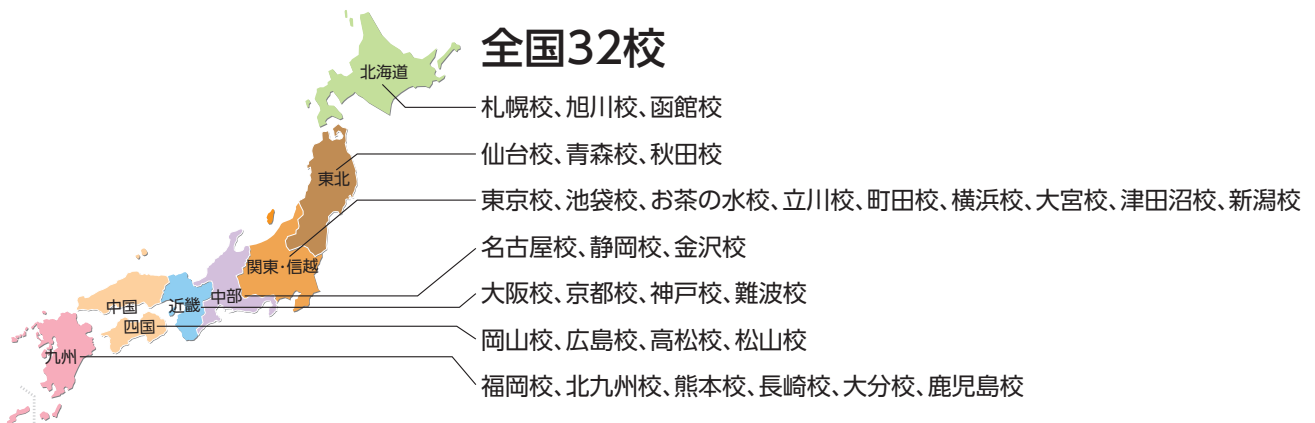 全国32校
北海道
札幌校、旭川校、函館校
東北
仙台校、青森校、秋田校
関東・信越
東京校、池袋校、お茶の水校、立川校、町田校、横浜校、大宮校、津田沼校、新潟校
中部
名古屋校、静岡校、金沢校
近畿
大阪校、京都校、神戸校、難波校
中国
四国
岡山校、広島校、高松校、松山校
九州
福岡校、北九州校、熊本校、長崎校、大分校、鹿児島校